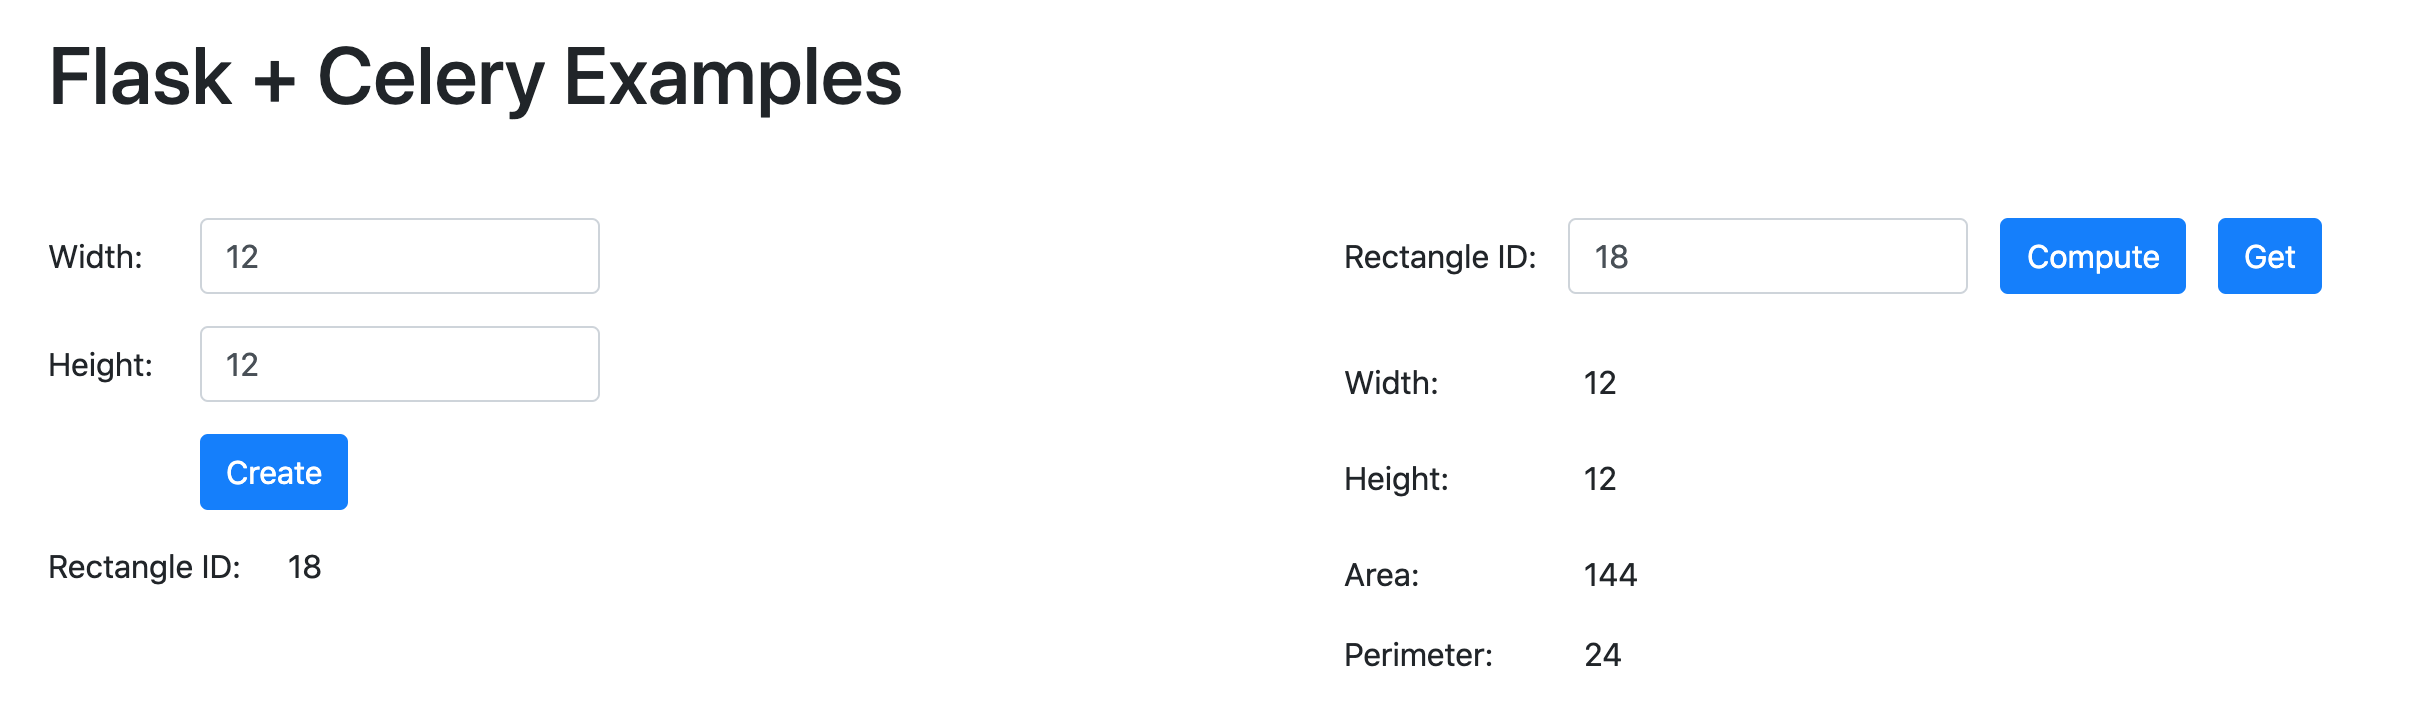 Flask + Celery Examples
Width: 12
Height: 12
Create
Rectangle ID: 18
Rectangle ID: 18 Compute Get
Width: 12
Height: 12
Area: 144
Perimeter: 24